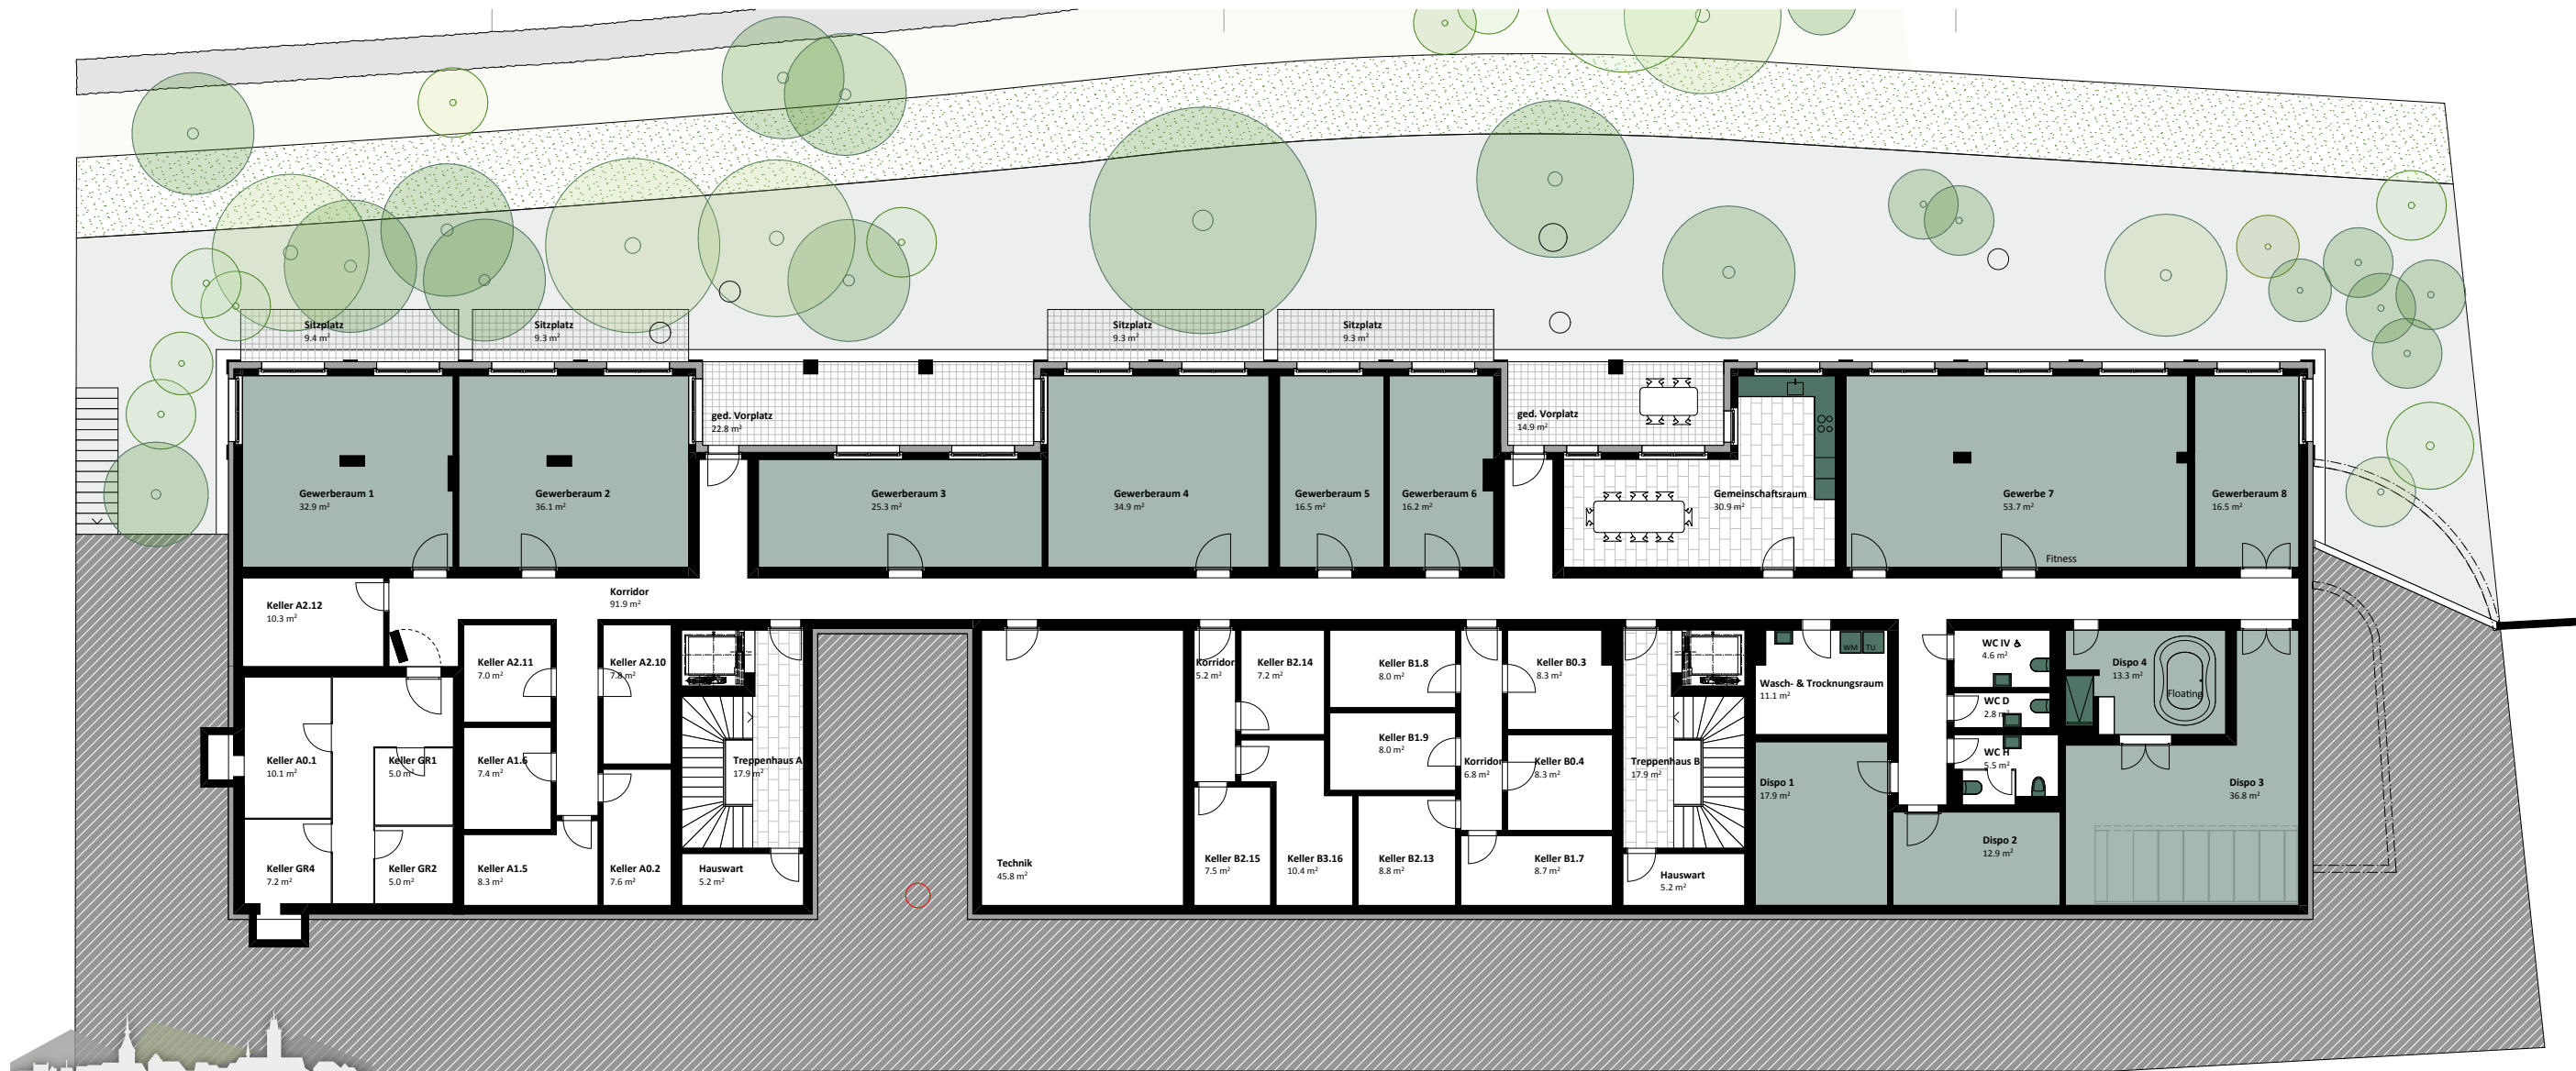 Sitzplatz
9.4 m²
Sitzplatz
9.3 m²
Sitzplatz
9.3 m²
Sitzplatz
9.3 m²
ged. Vorplatz
22.8 m²
ged. Vorplatz
14.9 m²
Gewerberaum 1
32.9 m²
Gewerberaum 2
36.1 m²
Gewerberaum 3
25.3 m²
Gewerberaum 4
34.9 m²
Gewerberaum 5
16.5 m²
Gewerberaum 6
16.2 m²
Gemeinschaftsraum
30.9 m²
Gewerbe 7
53.7 m²
Fitness
Gewerberaum 8
16.5 m²
Keller A2.12
10.3 m²
Korridor
91.9 m²
Keller A2.11
7.0 m²
Keller A2.10
7.8 m²
Korridor
5.2 m²
Keller B2.14
7.2 m²
Keller B1.8
8.0 m²
Keller B0.3
8.3 m²
WM
TU
Wasch- & Trocknungsraum
11.1 m²
WC IV
4.6 m²
WC D
2.8 m²
Dispo 4
13.3 m²
Floating
Keller A0.1
10.1 m²
Keller GR1
5.0 m²
Keller A1.6
7.4 m²
Treppenhaus A
17.9 m²
Keller B1.9
8.0 m²
Korridor
6.8 m²
Keller B0.4
8.3 m²
Treppenhaus B
17.9 m²
Dispo 1
17.9 m²
WC H
5.5 m²
Dispo 3
36.8 m²
Keller GR4
7.2 m²
Keller GR2
5.0 m²
Keller A1.5
8.3 m²
Keller A0.2
7.6 m²
Hauswart
5.2 m²
Technik
45.8 m²
Keller B2.15
7.5 m²
Keller B3.16
10.4 m²
Keller B2.13
8.8 m²
Keller B1.7
8.7 m²
Hauswart
5.2 m²
Dispo 2
12.9 m²